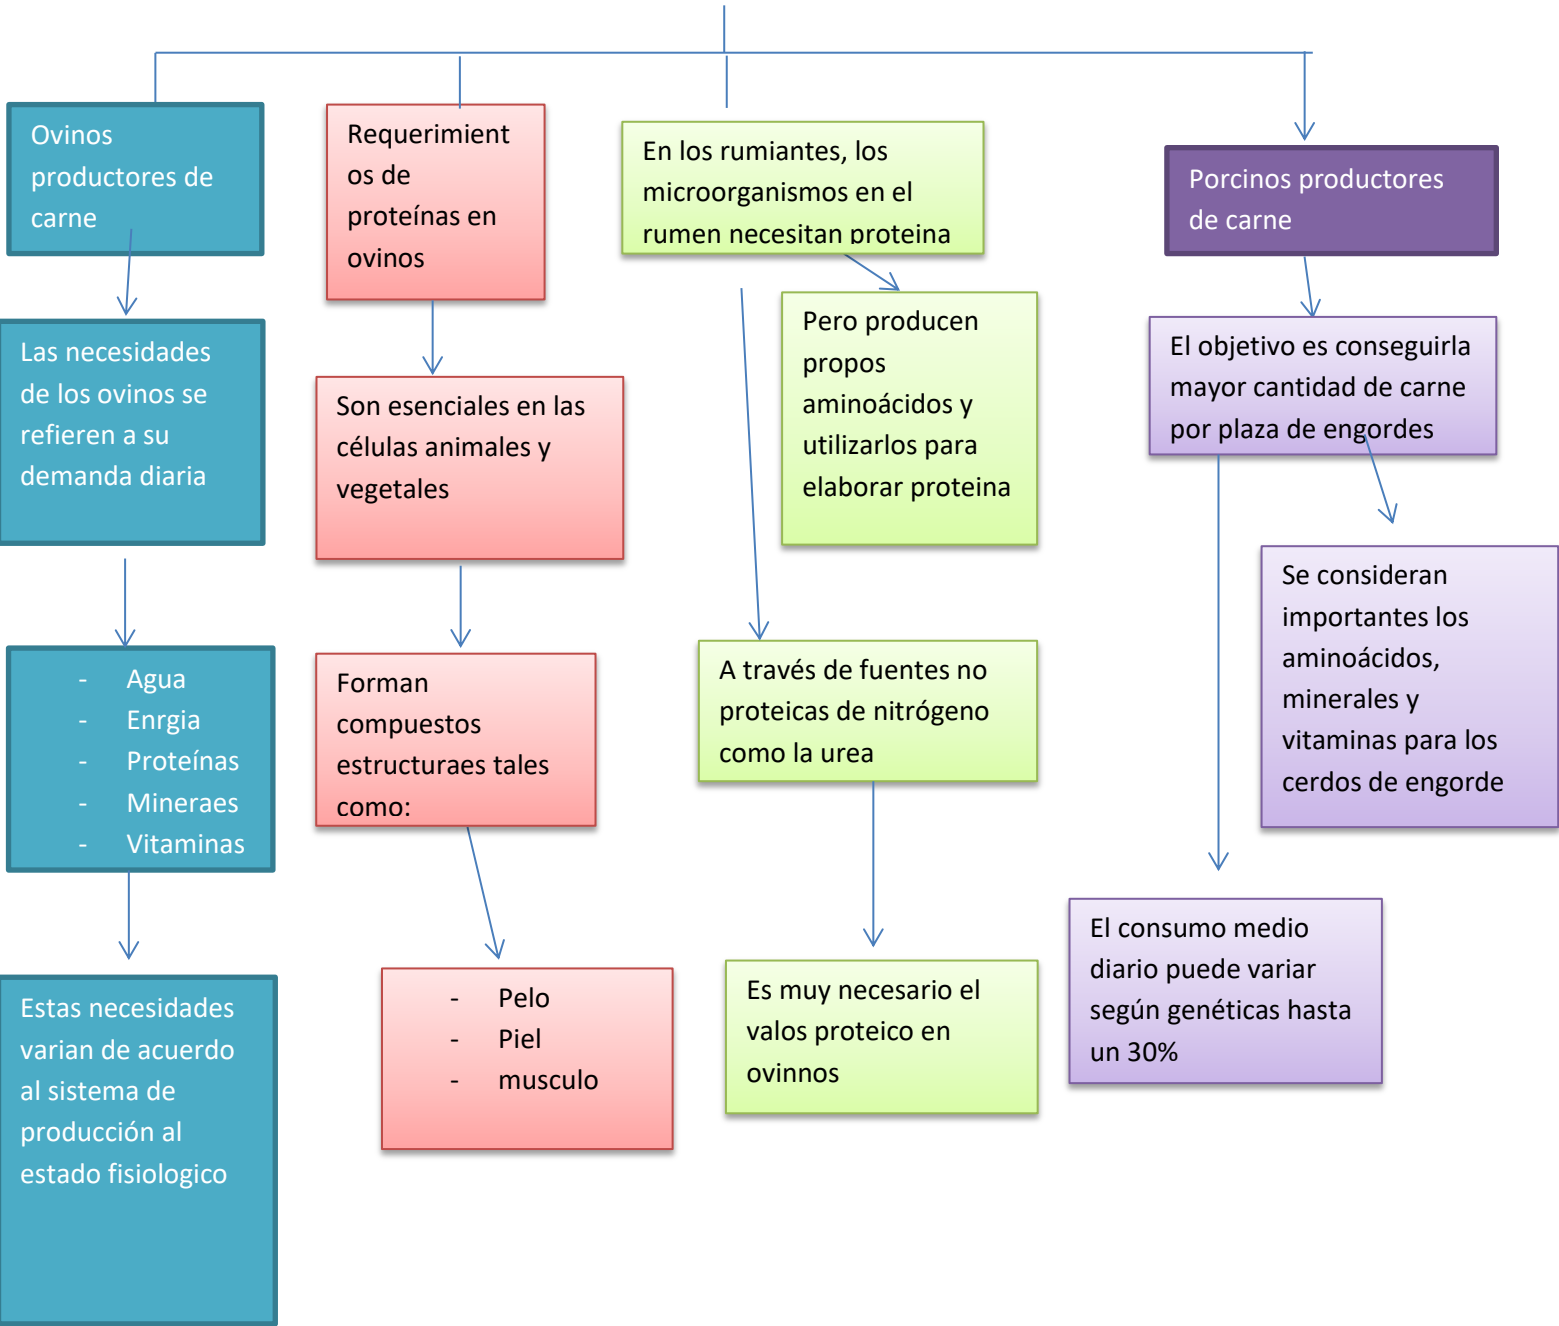 Ovinos
productores de
carne
Las necesidades
de los ovinos se
refieren a su
demanda diaria
- Agua
- Enrgia
- Proteínas
- Mineraes
- Vitaminas
Estas necesidades
varian de acuerdo
al sistema de
producción al
estado fisiologico
Requerimient
os de
proteínas en
ovinos
Son esenciales en las
células animales y
vegetales
Forman
compuestos
estructuraes tales
como:
- Pelo
- Piel
- musculo
En los rumiantes, los
microorganismos en el
rumen necesitan proteina
Pero producen
propos
aminoácidos y
utilizarlos para
elaborar proteina
A través de fuentes no
proteicas de nitrógeno
como la urea
Es muy necesario el
valos proteico en
ovinnos
Porcinos productores
de carne
El objetivo es conseguirla
mayor cantidad de carne
por plaza de engordes
Se consideran
importantes los
aminoácidos,
minerales y
vitaminas para los
cerdos de engorde
El consumo medio
diario puede variar
según genéticas hasta
un 30%